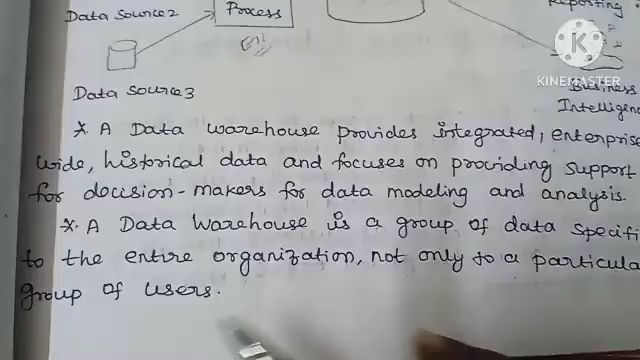 Data Source2
Process
Reporting
KINEMASTER
Data Source3
Business
Intelligenc
* A Data warehouse provides integrated, enterprise
wide, historical data and focuses on providing support
for decision-makers for data modeling and analysis.
* A Data Warehouse is a group of data specifi
to the entire organization, not only to a particula
group of users.